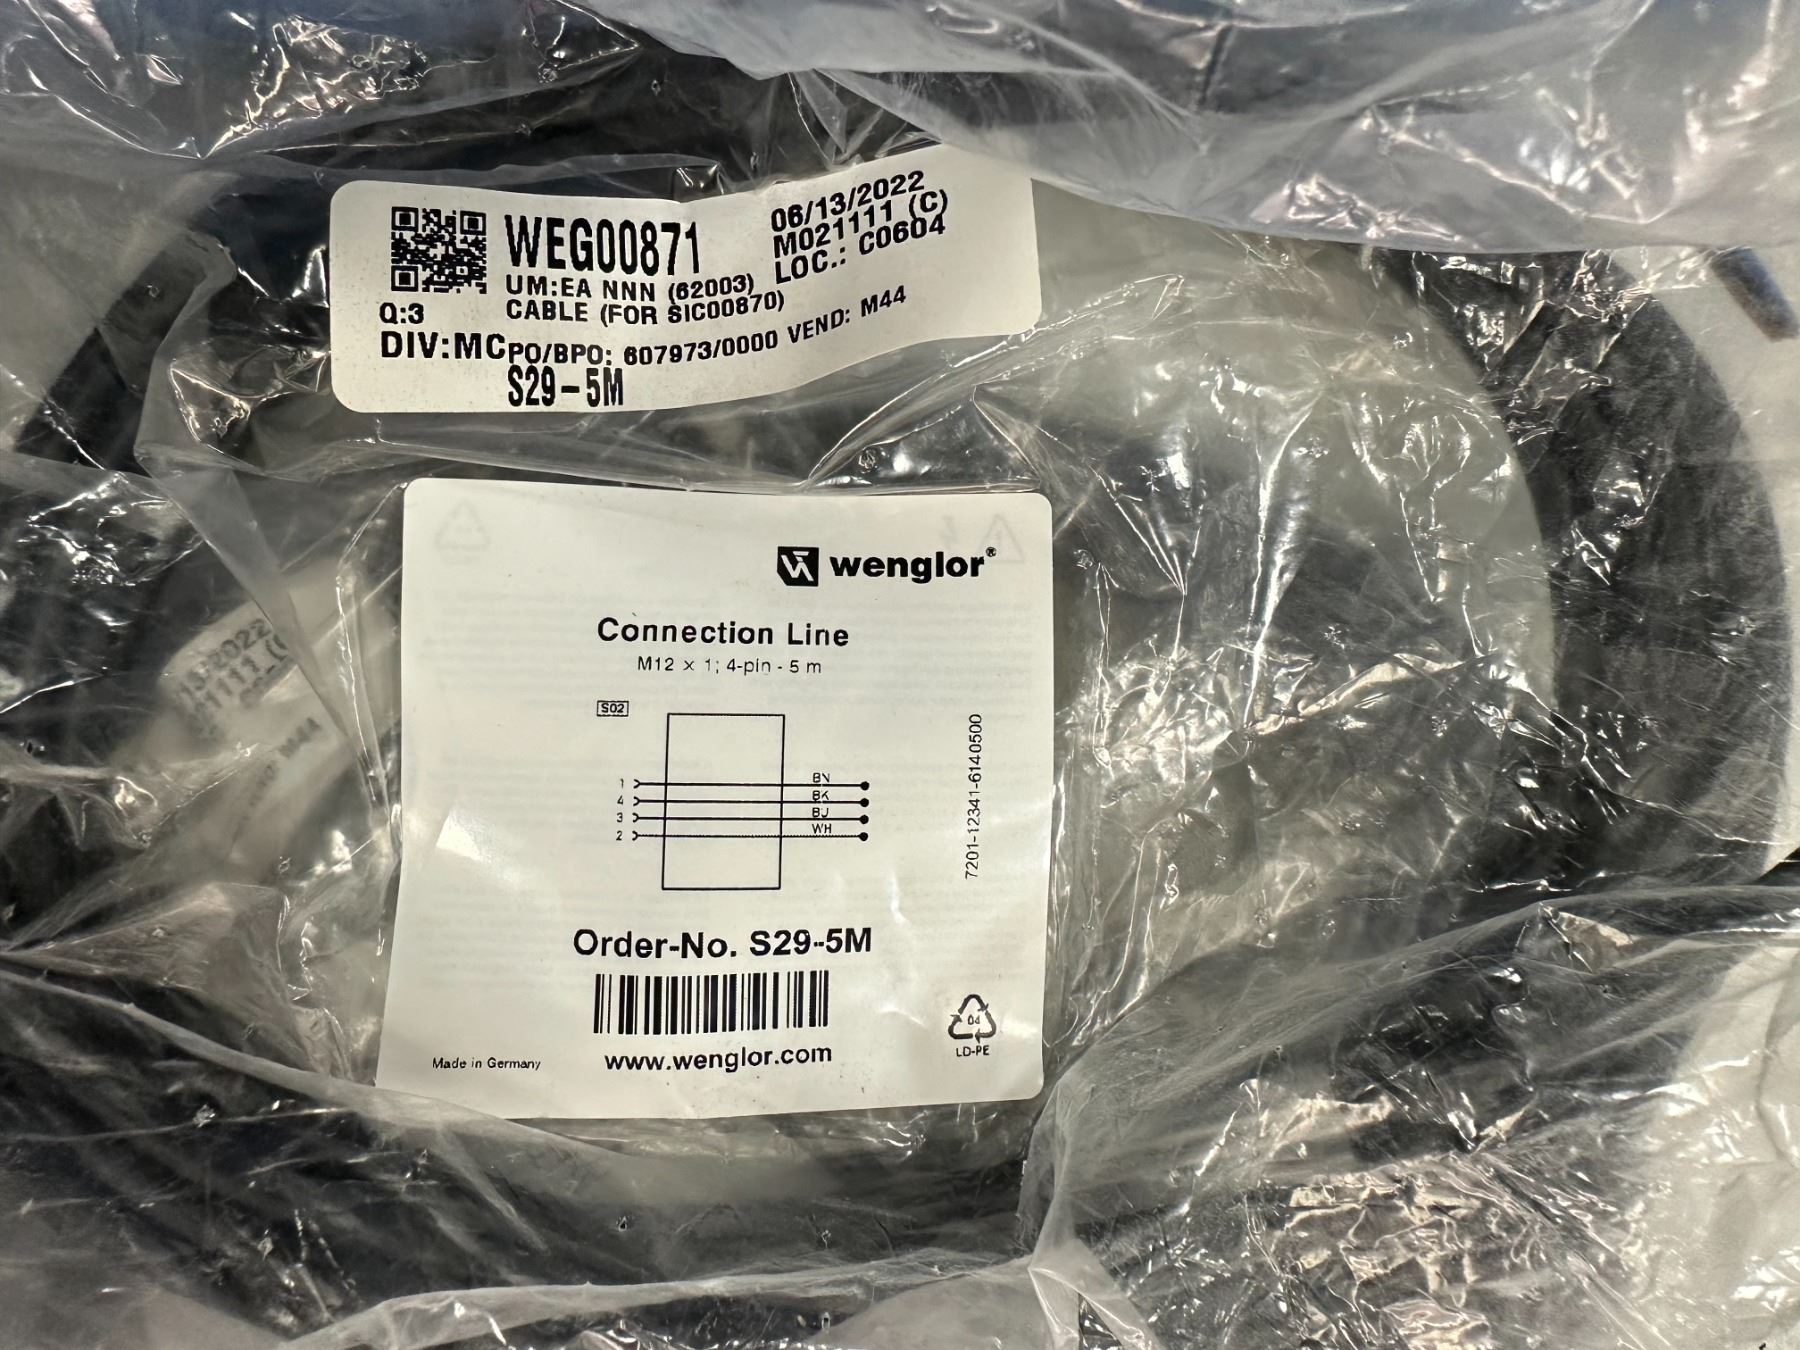 WEG00871
06/13/2022
M021111 (C)
LOC.: C0604
UM:EA NNN (62003)
CABLE (FOR SIC00870)
Q:3
DIV:MC
PO/BPO: 607973/0000 VEND: M44
S29-5M
wenglor®
Connection Line
M12 x 1; 4-pin - 5 m
S02
1 BN
4 BK
3 BU
2 WH
7201-12341-6140500
Order-No. S29-5M
www.wenglor.com
Made in Germany
04
LD-PE